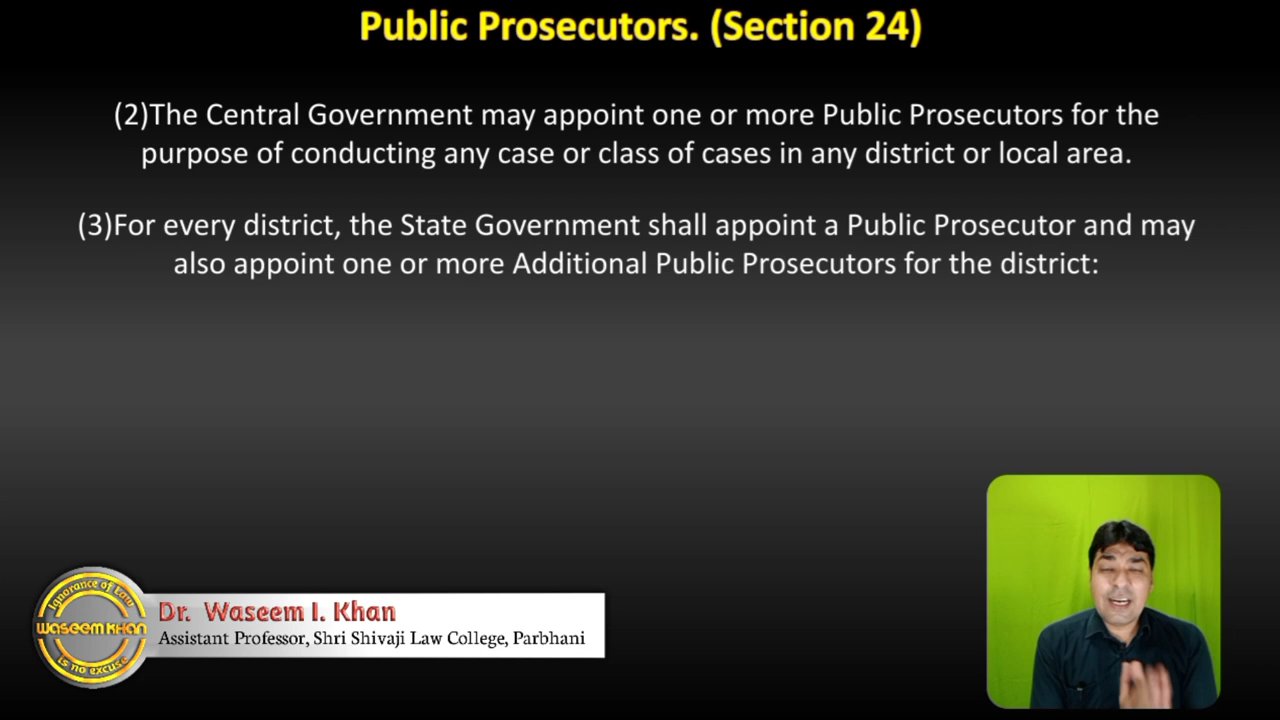 Public Prosecutors. (Section 24)
(2)The Central Government may appoint one or more Public Prosecutors for the
purpose of conducting any case or class of cases in any district or local area.
(3)For every district, the State Government shall appoint a Public Prosecutor and may
also appoint one or more Additional Public Prosecutors for the district:
Ignorance of Law
WASEEM KHAN
is no excuse
Dr. Waseem I. Khan
Assistant Professor, Shri Shivaji Law College, Parbhani